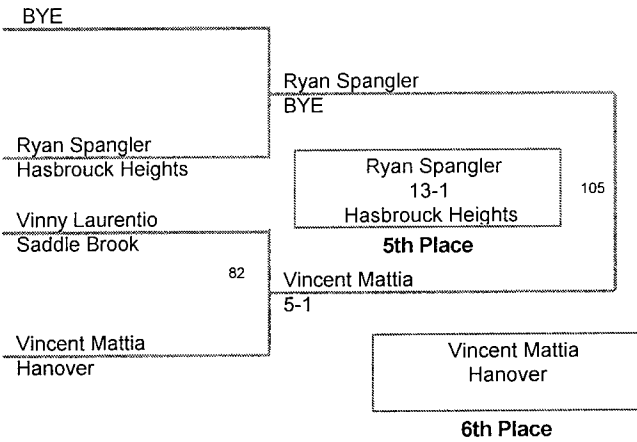 BYE
Ryan Spangler
BYE
Ryan Spangler
Hasbrouck Heights
Ryan Spangler
13-1
Hasbrouck Heights
105
5th Place
Vinny Laurentio
Saddle Brook
82
Vincent Mattia
5-1
Vincent Mattia
Hanover
Vincent Mattia
Hanover
6th Place